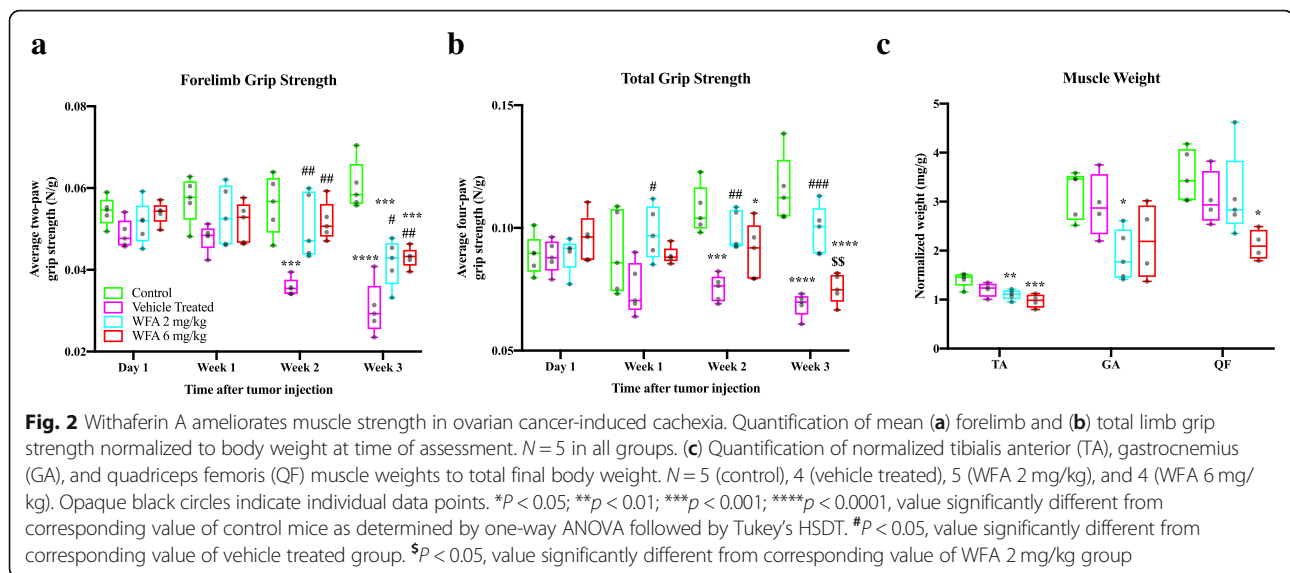 a
Forelimb Grip Strength
Average two-paw
grip strength (N/g)
0.10
0.08
0.06
0.04
0.02
***
##
##
****
***
#
***
##
Control
Vehicle Treated
WFA 2 mg/kg
WFA 6 mg/kg
Day 1 Week 1 Week 2 Week 3
Time after tumor injection
b
Total Grip Strength
Average four-paw
grip strength (N/g)
0.15
0.10
0.05
#
***
##
*
****
###
****
$$
Day 1 Week 1 Week 2 Week 3
Time after tumor injection
c
Muscle Weight
Normalized weight (mg/g)
5
4
3
2
1
0
**
***
*
*
TA GA QF
Fig. 2 Withaferin A ameliorates muscle strength in ovarian cancer-induced cachexia. Quantification of mean (a) forelimb and (b) total limb grip
strength normalized to body weight at time of assessment. N = 5 in all groups. (c) Quantification of normalized tibialis anterior (TA), gastrocnemius
(GA), and quadriceps femoris (QF) muscle weights to total final body weight. N = 5 (control), 4 (vehicle treated), 5 (WFA 2 mg/kg), and 4 (WFA 6 mg/
kg). Opaque black circles indicate individual data points. *P < 0.05; **p < 0.01; ***p < 0.001; ****p < 0.0001, value significantly different from
corresponding value of control mice as determined by one-way ANOVA followed by Tukey's HSDT. #P < 0.05, value significantly different from
corresponding value of vehicle treated group. $P < 0.05, value significantly different from corresponding value of WFA 2 mg/kg group